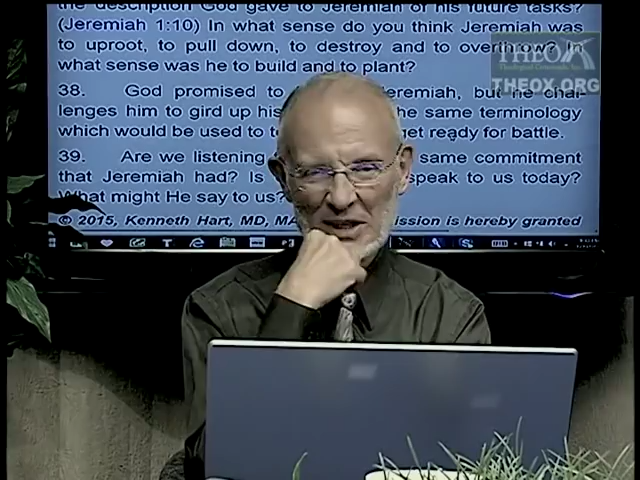 the description God gave to Jeremiah of his future tasks?
(Jeremiah 1:10) In what sense do you think Jeremiah was
to uproot, to pull down, to destroy and to overthrow? In
what sense was he to build and to plant?
THEOX
THEOX.ORG
38. God promised to Jeremiah, but he chal-
lenges him to gird up his the same terminology
which would be used to get ready for battle.
39. Are we listening same commitment
that Jeremiah had? Is speak to us today?
What might He say to us?
© 2015, Kenneth Hart, MD, MA ission is hereby granted